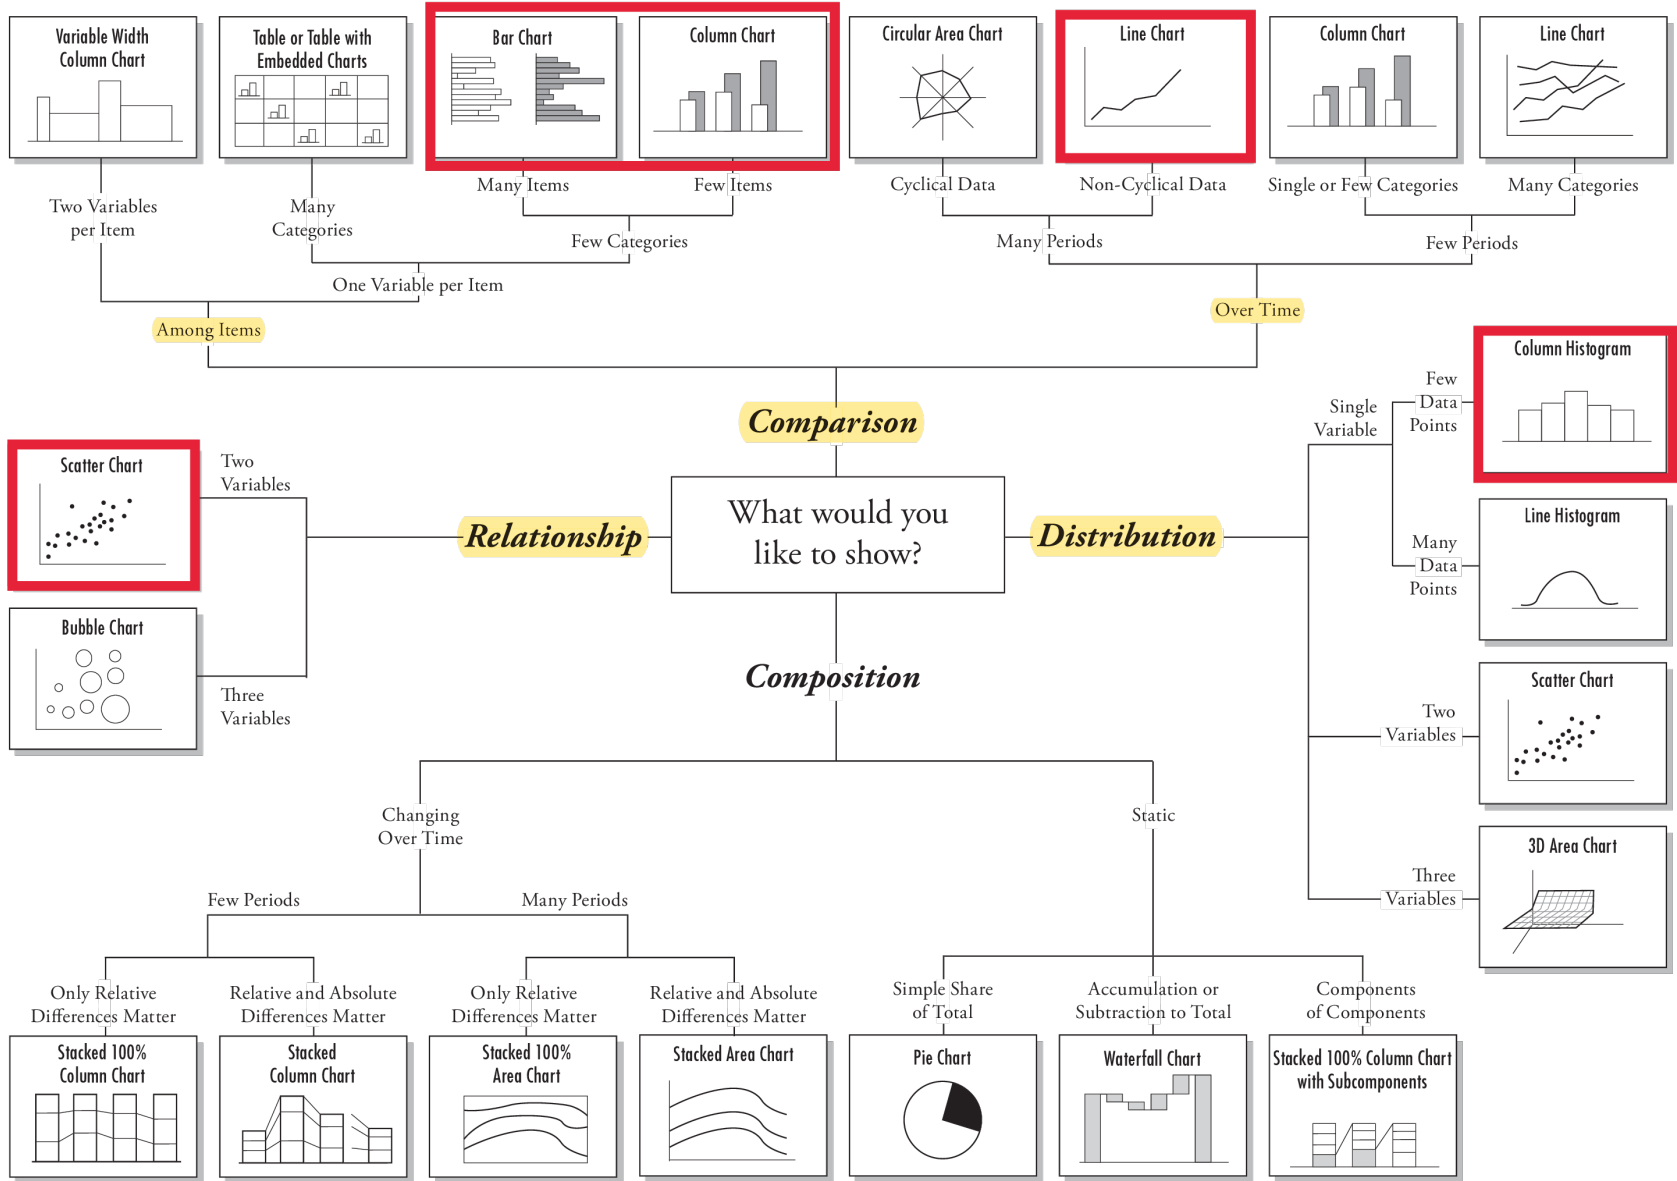 Variable Width
Column Chart
Table or Table with
Embedded Charts
Bar Chart
Column Chart
Circular Area Chart
Line Chart
Column Chart
Line Chart
Two Variables
per Item
Many
Categories
Many Items
Few Items
Cyclical Data
Non-Cyclical Data
Single or Few Categories
Many Categories
Few Categories
Many Periods
Few Periods
One Variable per Item
Among Items
Over Time
Comparison
What would you
like to show?
Relationship
Two
Variables
Scatter Chart
Three
Variables
Bubble Chart
Distribution
Single
Variable
Few
Data
Points
Column Histogram
Many
Data
Points
Line Histogram
Two
Variables
Scatter Chart
Three
Variables
3D Area Chart
Composition
Changing
Over Time
Static
Few Periods
Many Periods
Only Relative
Differences Matter
Relative and Absolute
Differences Matter
Only Relative
Differences Matter
Relative and Absolute
Differences Matter
Simple Share
of Total
Accumulation or
Subtraction to Total
Components
of Components
Stacked 100%
Column Chart
Stacked
Column Chart
Stacked 100%
Area Chart
Stacked Area Chart
Pie Chart
Waterfall Chart
Stacked 100% Column Chart
with Subcomponents